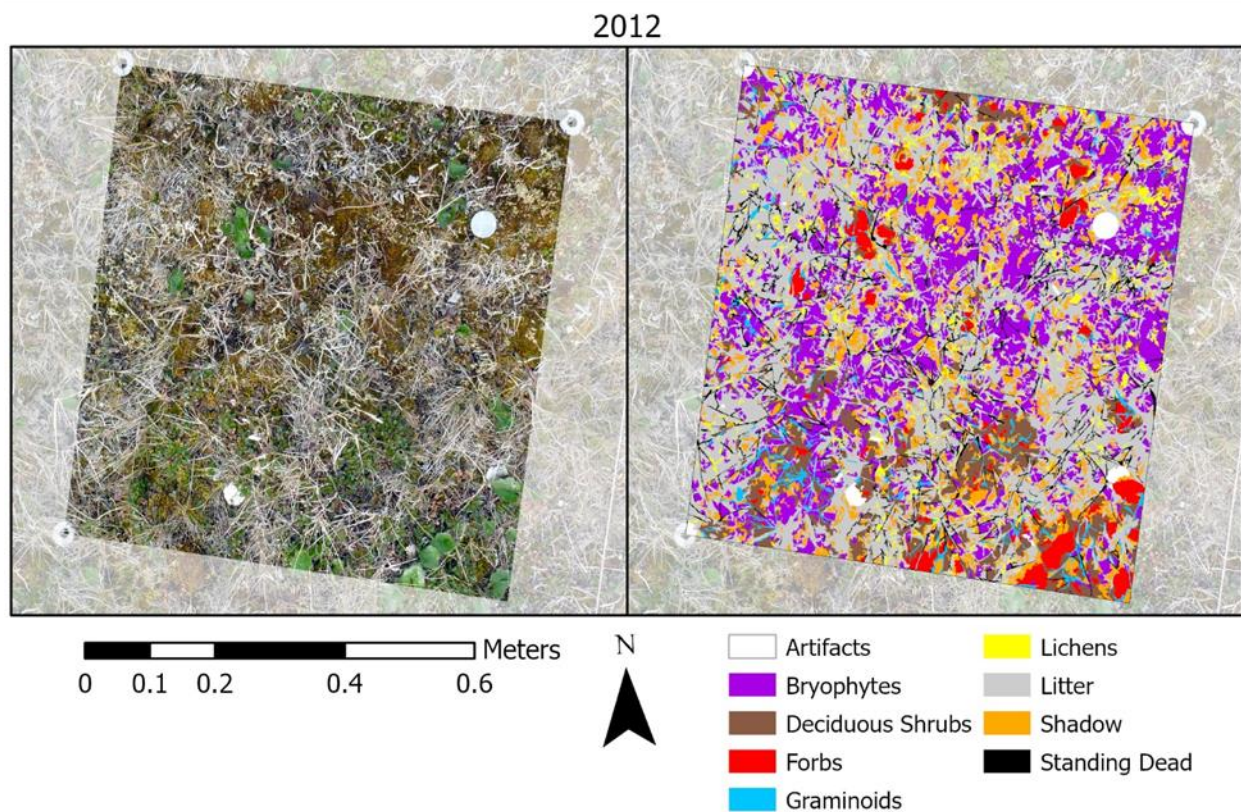 2012
Meters
0 0.1 0.2 0.4 0.6
N
Artifacts
Bryophytes
Deciduous Shrubs
Forbs
Graminoids
Lichens
Litter
Shadow
Standing Dead